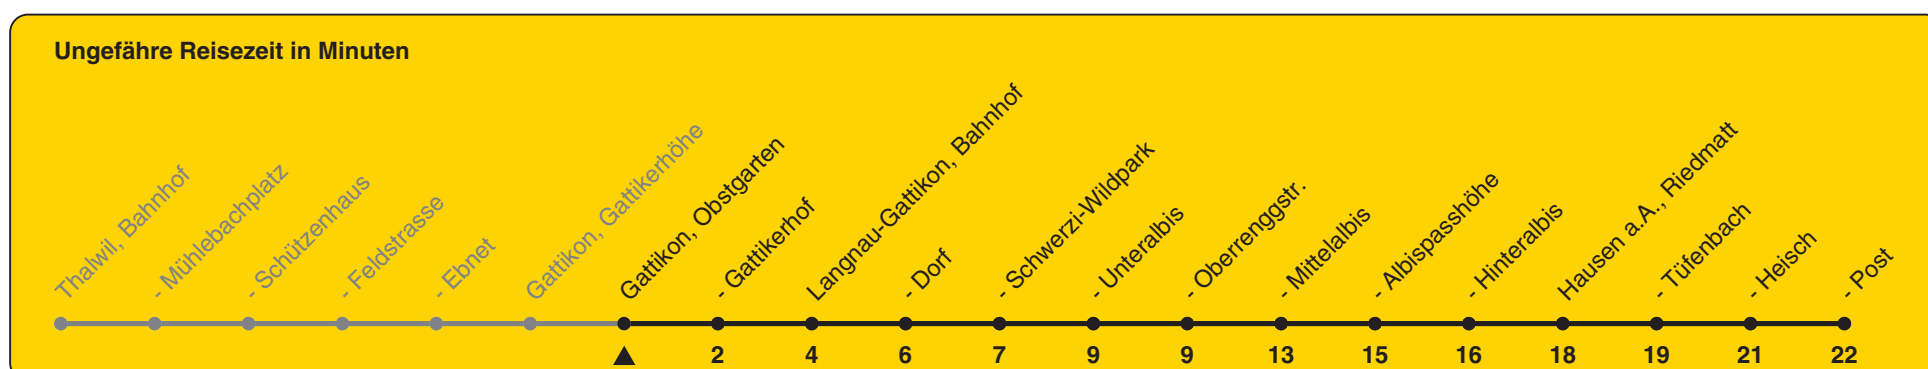 Ungefähre Reisezeit in Minuten
Thalwil, Bahnhof
- Mühlebachplatz
- Schützenhaus
- Feldstrasse
- Ebnet
Gattikon, Gattikerhöhe
Gattikon, Obstgarten
- Gattikerhof
Langnau-Gattikon, Bahnhof
- Dorf
- Schwerzi-Wildpark
- Unteralbis
- Oberrenggstr.
- Mittelalbis
- Albispasshöhe
- Hinteralbis
Hausen a.A., Riedmatt
- Tüfenbach
- Heisch
- Post
2 4 6 7 9 9 13 15 16 18 19 21 22